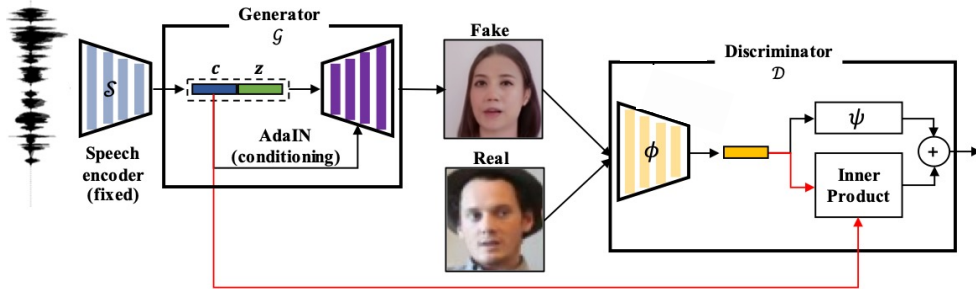 Generator
𝒢
Fake
Discriminator
𝒟
c
z
𝒮
ψ
AdaIN
(conditioning)
ϕ
+
Speech
encoder
(fixed)
Real
Inner
Product